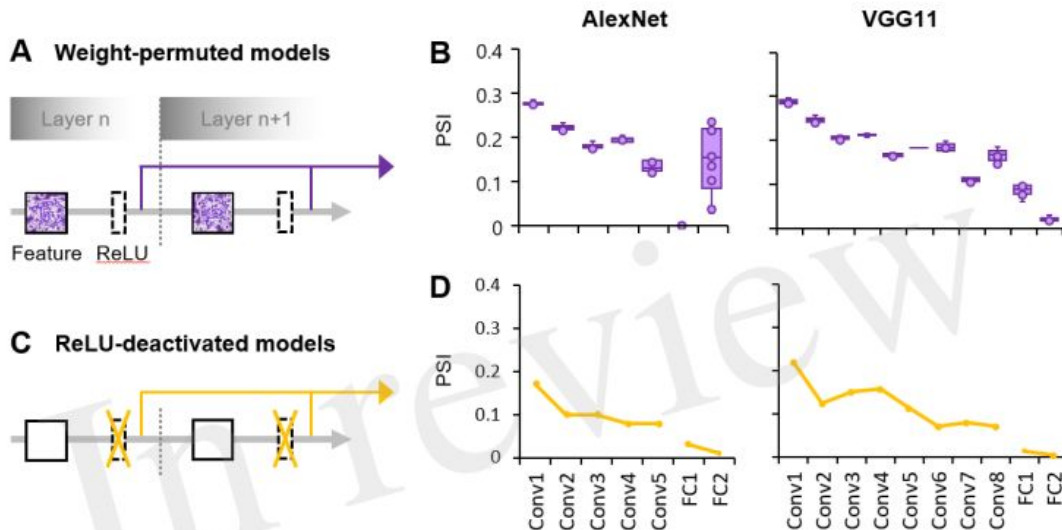 AlexNet
VGG11
A Weight-permuted models
Layer n
Layer n+1
Feature
ReLU
B
PSI
0.4
0.3
0.2
0.1
0
C ReLU-deactivated models
D
PSI
0.4
0.3
0.2
0.1
0
Conv1
Conv2
Conv3
Conv4
Conv5
FC1
FC2
Conv1
Conv2
Conv3
Conv4
Conv5
Conv6
Conv7
Conv8
FC1
FC2
In review